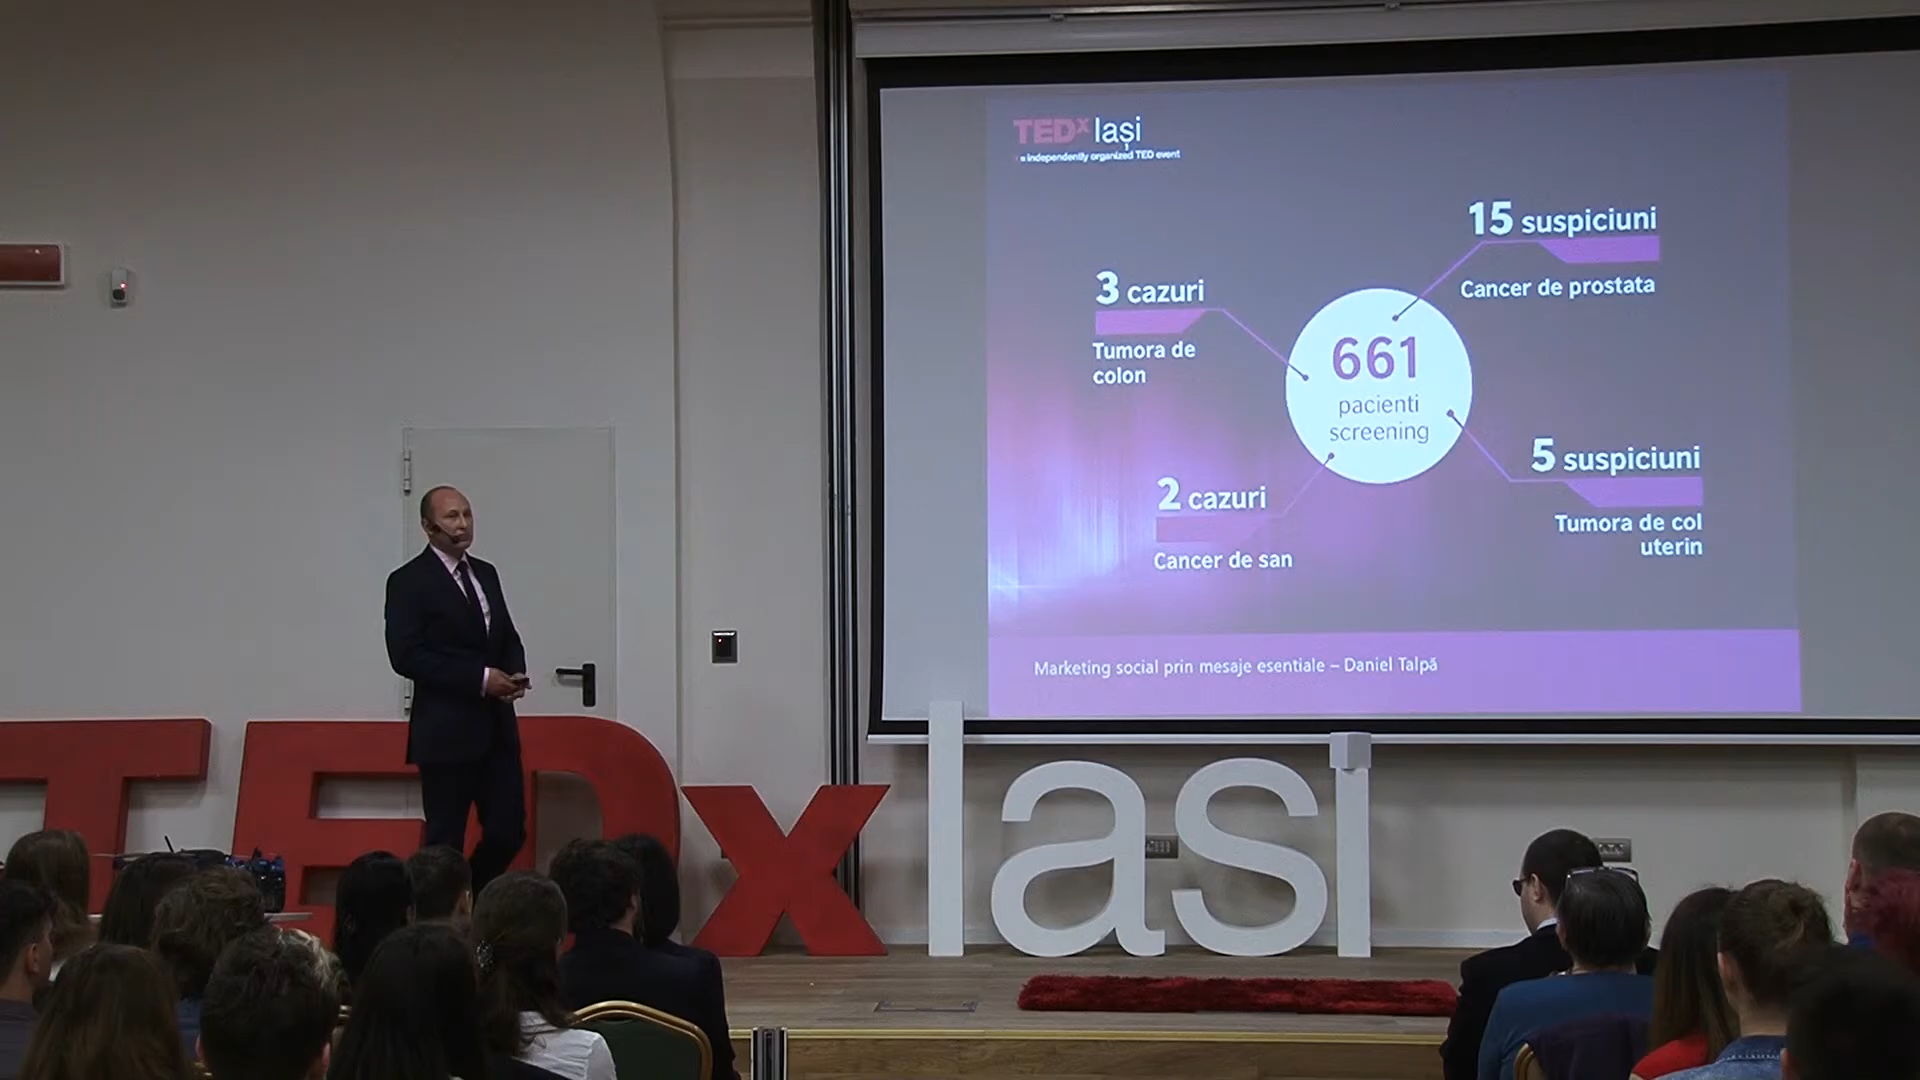 TEDx Iași
a independently organized TED event
15 suspiciuni
Cancer de prostata
3 cazuri
Tumora de
colon
661
pacienti
screening
5 suspiciuni
Tumora de col
uterin
2 cazuri
Cancer de san
Marketing social prin mesaje esentiale – Daniel Talpă
TEDx Iasi